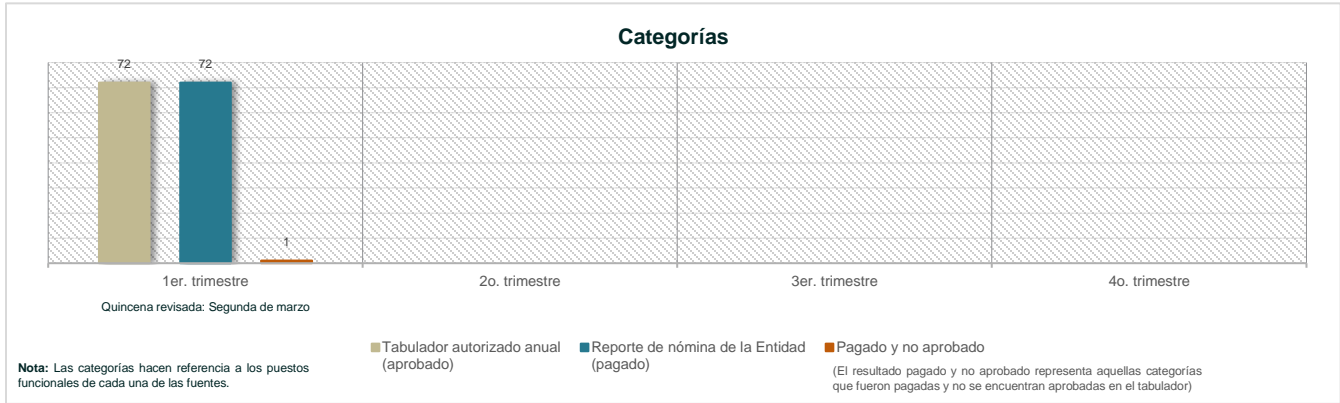 Categorías
72
72
1
1er. trimestre
2o. trimestre
3er. trimestre
4o. trimestre
Quincena revisada: Segunda de marzo
Tabulador autorizado anual
(aprobado)
Reporte de nómina de la Entidad
(pagado)
Pagado y no aprobado
(El resultado pagado y no aprobado representa aquellas categorías
que fueron pagadas y no se encuentran aprobadas en el tabulador)
Nota: Las categorías hacen referencia a los puestos
funcionales de cada una de las fuentes.